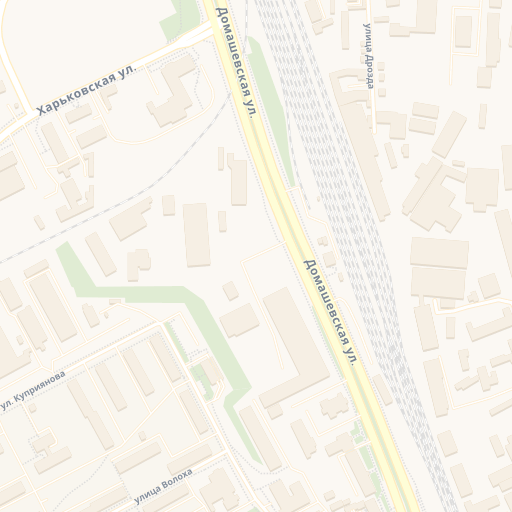 Домашевская ул.
улица Дрозда
Харьковская ул.
Домашевская ул.
ул. Куприянова
улица Волоха